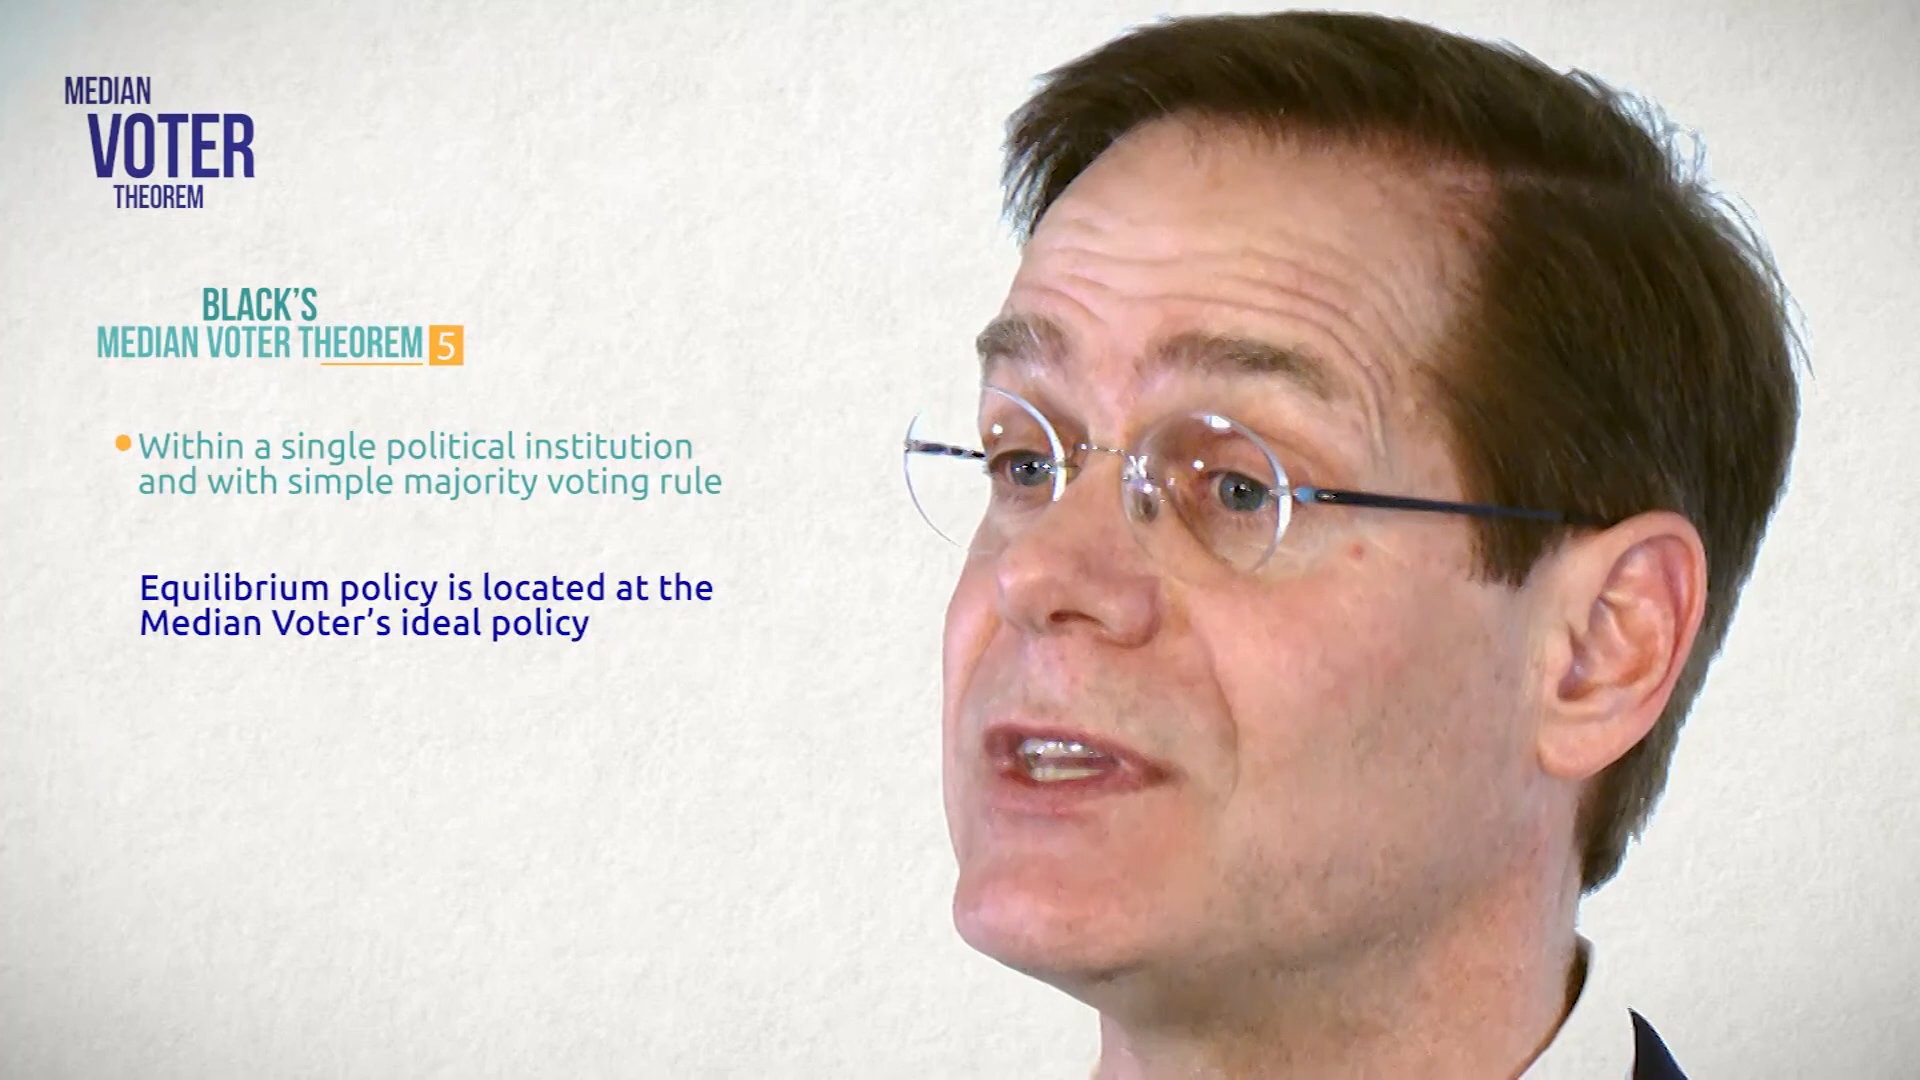 MEDIAN
VOTER
THEOREM
BLACK'S
MEDIAN VOTER THEOREM 5
Within a single political institution
and with simple majority voting rule
Equilibrium policy is located at the
Median Voter's ideal policy